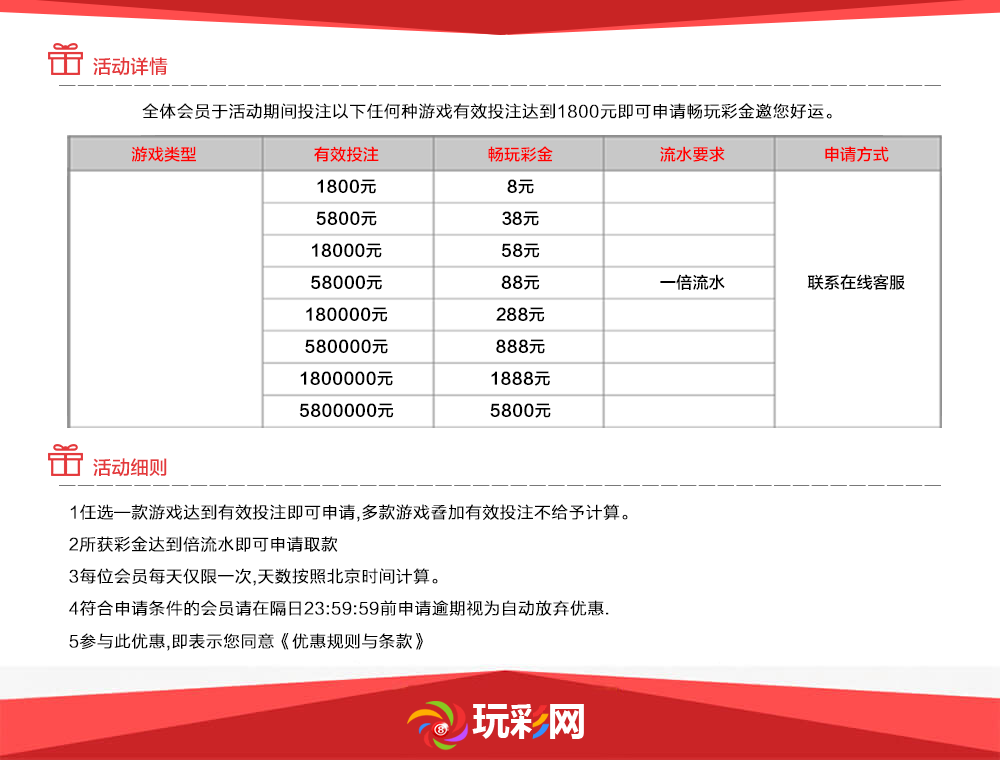 活动详情
全体会员于活动期间投注以下任何种游戏有效投注达到1800元即可申请畅玩彩金邀您好运。
游戏类型 有效投注 畅玩彩金 流水要求 申请方式
1800元 8元
5800元 38元
18000元 58元
58000元 88元 一倍流水 联系在线客服
180000元 288元
580000元 888元
1800000元 1888元
5800000元 5800元
活动细则
1任选一款游戏达到有效投注即可申请,多款游戏叠加有效投注不给予计算。
2所获彩金达到倍流水即可申请取款
3每位会员每天仅限一次,天数按照北京时间计算。
4符合申请条件的会员请在隔日23:59:59前申请逾期视为自动放弃优惠.
5参与此优惠,即表示您同意《优惠规则与条款》
8 玩彩网